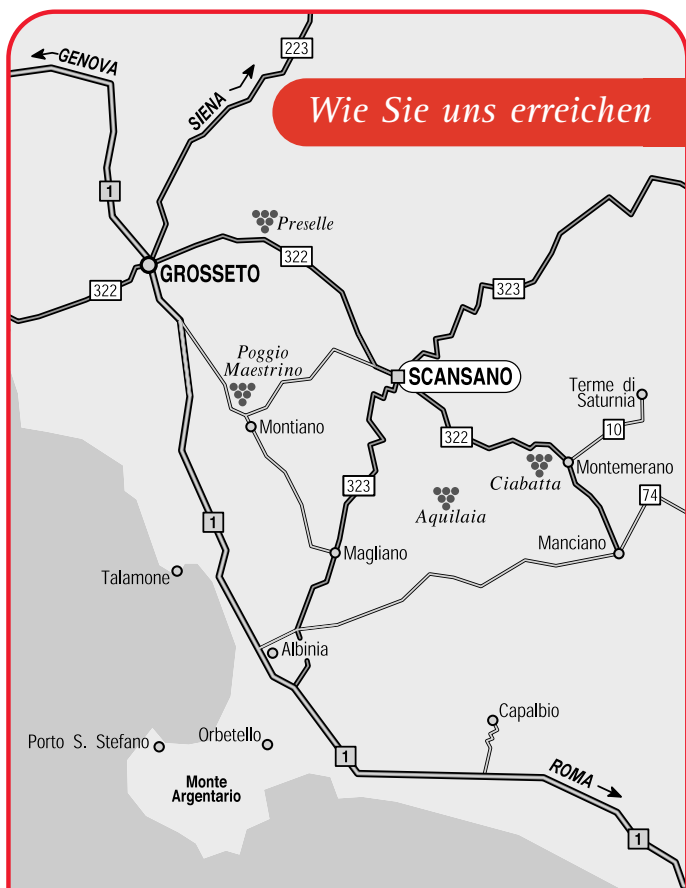 GENOVA
223
SIENA
Wie Sie uns erreichen
1
Preselle
322
GROSSETO
322
323
Poggio
Maestrino
SCANSANO
Terme di
Saturnia
Montiano
322
10
Montemerano
Ciabatta
323
Aquilaia
74
1
Magliano
Manciano
Talamone
Albinia
Capalbio
Porto S. Stefano
Orbetello
1
ROMA
Monte
Argentario
1